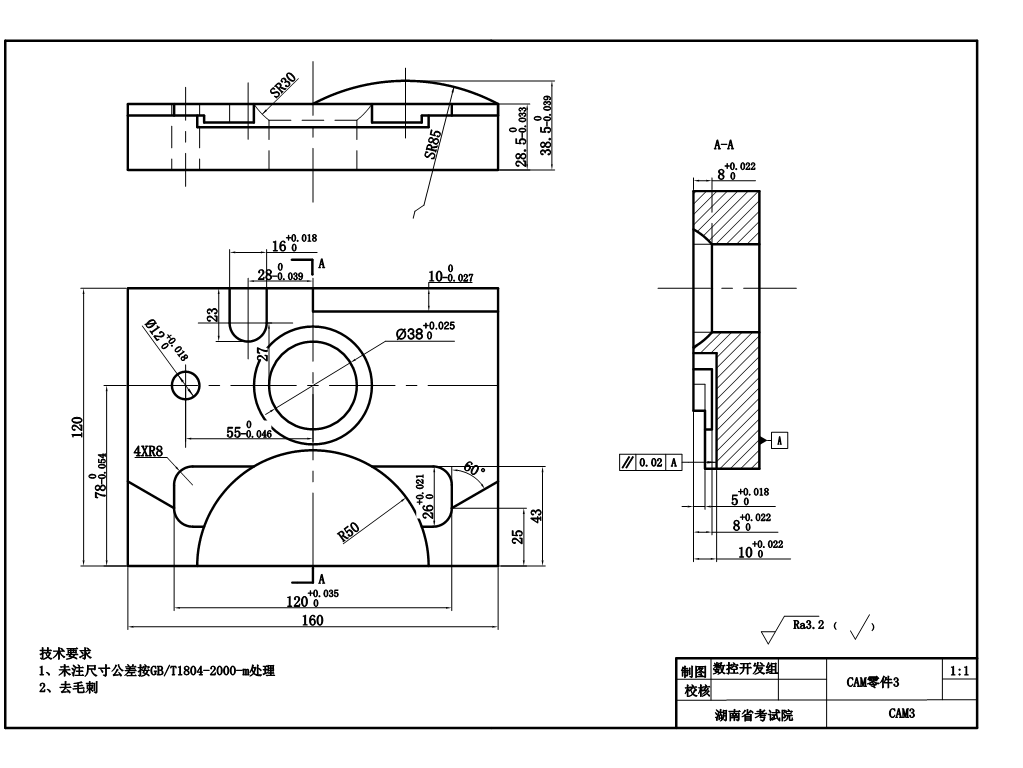 SR30
SR85
28.5 0 -0.033
38.5 0 -0.039
A-A
8 +0.022 0
16 +0.018 0
A
28 0 -0.039
10 0 -0.027
23
Ø12 +0.018 0
27
Ø38 +0.025 0
120
55 0 -0.046
78 0 -0.054
4XR8
60°
26 +0.021 0
R50
25
43
A
// 0.02 A
5 +0.018 0
8 +0.022 0
10 +0.022 0
A
120 +0.035 0
160
Ra3.2 ( )
技术要求
1、未注尺寸公差按GB/T1804-2000-m处理
2、去毛刺
制图 数控开发组 CAM零件3 1:1
校核
湖南省考试院 CAM3